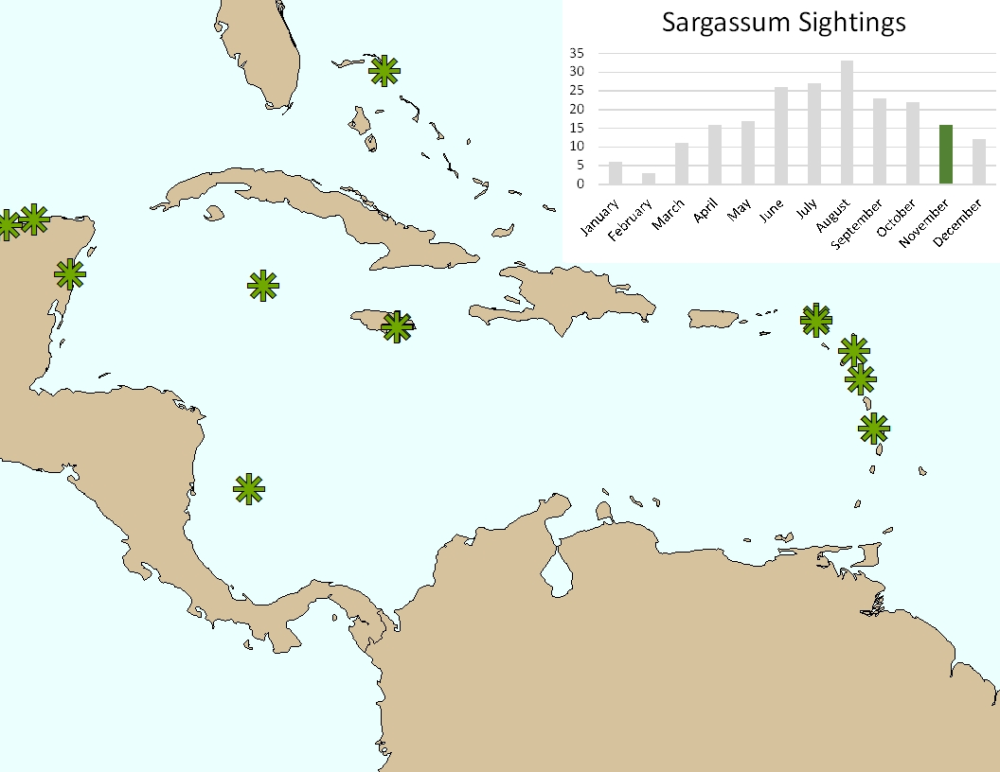 Sargassum Sightings
35
30
25
20
15
10
5
0
January
February
March
April
May
June
July
August
September
October
November
December